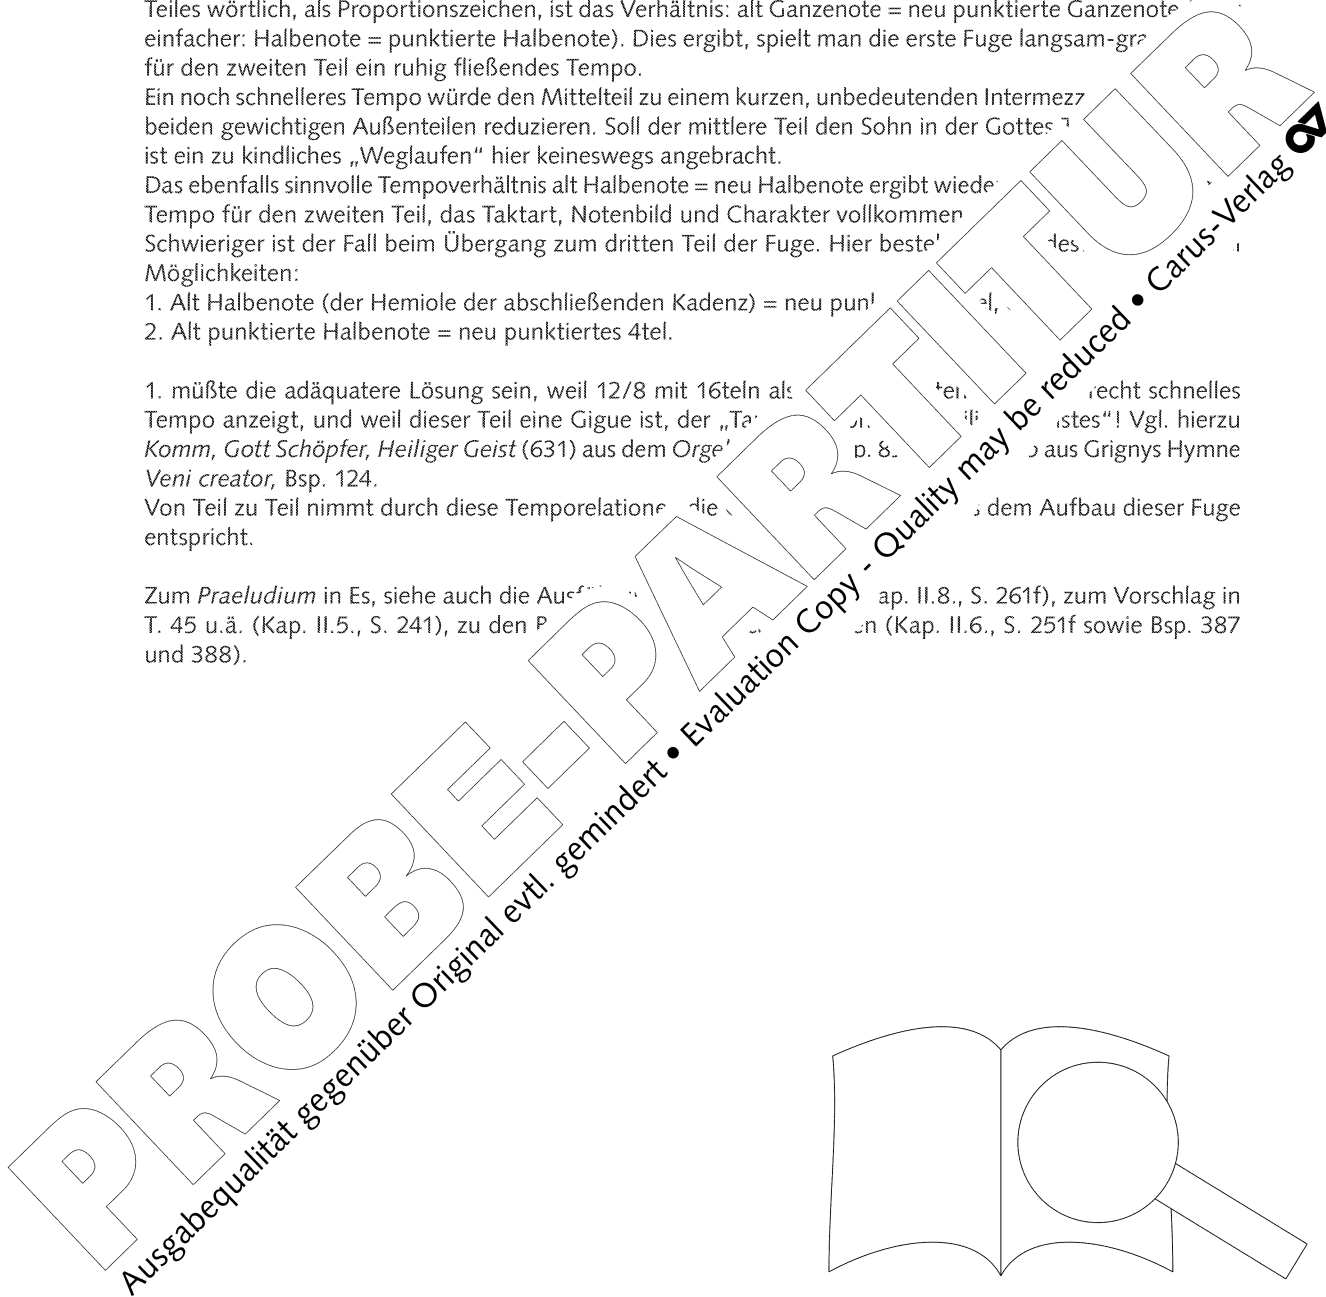 Teiles wörtlich, als Proportionszeichen, ist das Verhältnis: alt Ganzenote = neu punktierte Ganzenote
einfacher: Halbenote = punktierte Halbenote). Dies ergibt, spielt man die erste Fuge
für den zweiten Teil ein ruhig fließendes Tempo.
Ein noch schnelleres Tempo würde den Mittelteil zu einem kurzen, unbedeutenden
beiden gewichtigen Außenteilen reduzieren. Soll der mittlere Teil den Sohn in der
ist ein zu kindliches „Weglaufen“ hier keineswegs angebracht.
Das ebenfalls sinnvolle Tempoverhältnis alt Halbenote = neu Halbenote ergibt
Tempo für den zweiten Teil, das Taktart, Notenbild und Charakter vollkommen
Schwieriger ist der Fall beim Übergang zum dritten Teil der Fuge. Hier
Möglichkeiten:
1. Alt Halbenote (der Hemiole der abschließenden Kadenz) = neu
2. Alt punktierte Halbenote = neu punktiertes 4tel.
1. müßte die adäquatere Lösung sein, weil 12/8 mit 16teln recht schnelles
Tempo anzeigt, und weil dieser Teil eine Gigue ist, der Vgl. hierzu
Komm, Gott Schöpfer, Heiliger Geist (631) aus dem aus Grignys Hymne
Veni creator, Bsp. 124.
Von Teil zu Teil nimmt durch diese die dem Aufbau dieser Fuge
entspricht.
Zum Praeludium in Es, siehe auch die II.8., S. 261f), zum Vorschlag in
T. 45 u.ä. (Kap. II.5., S. 241), zu den (Kap. II.6., S. 251f sowie Bsp. 387
und 388).
PROBE-PARTITUR
Ausgabequalität gegenüber Original evtl. gemindert • Evaluation Copy - Quality may be reduced • Carus-Verlag